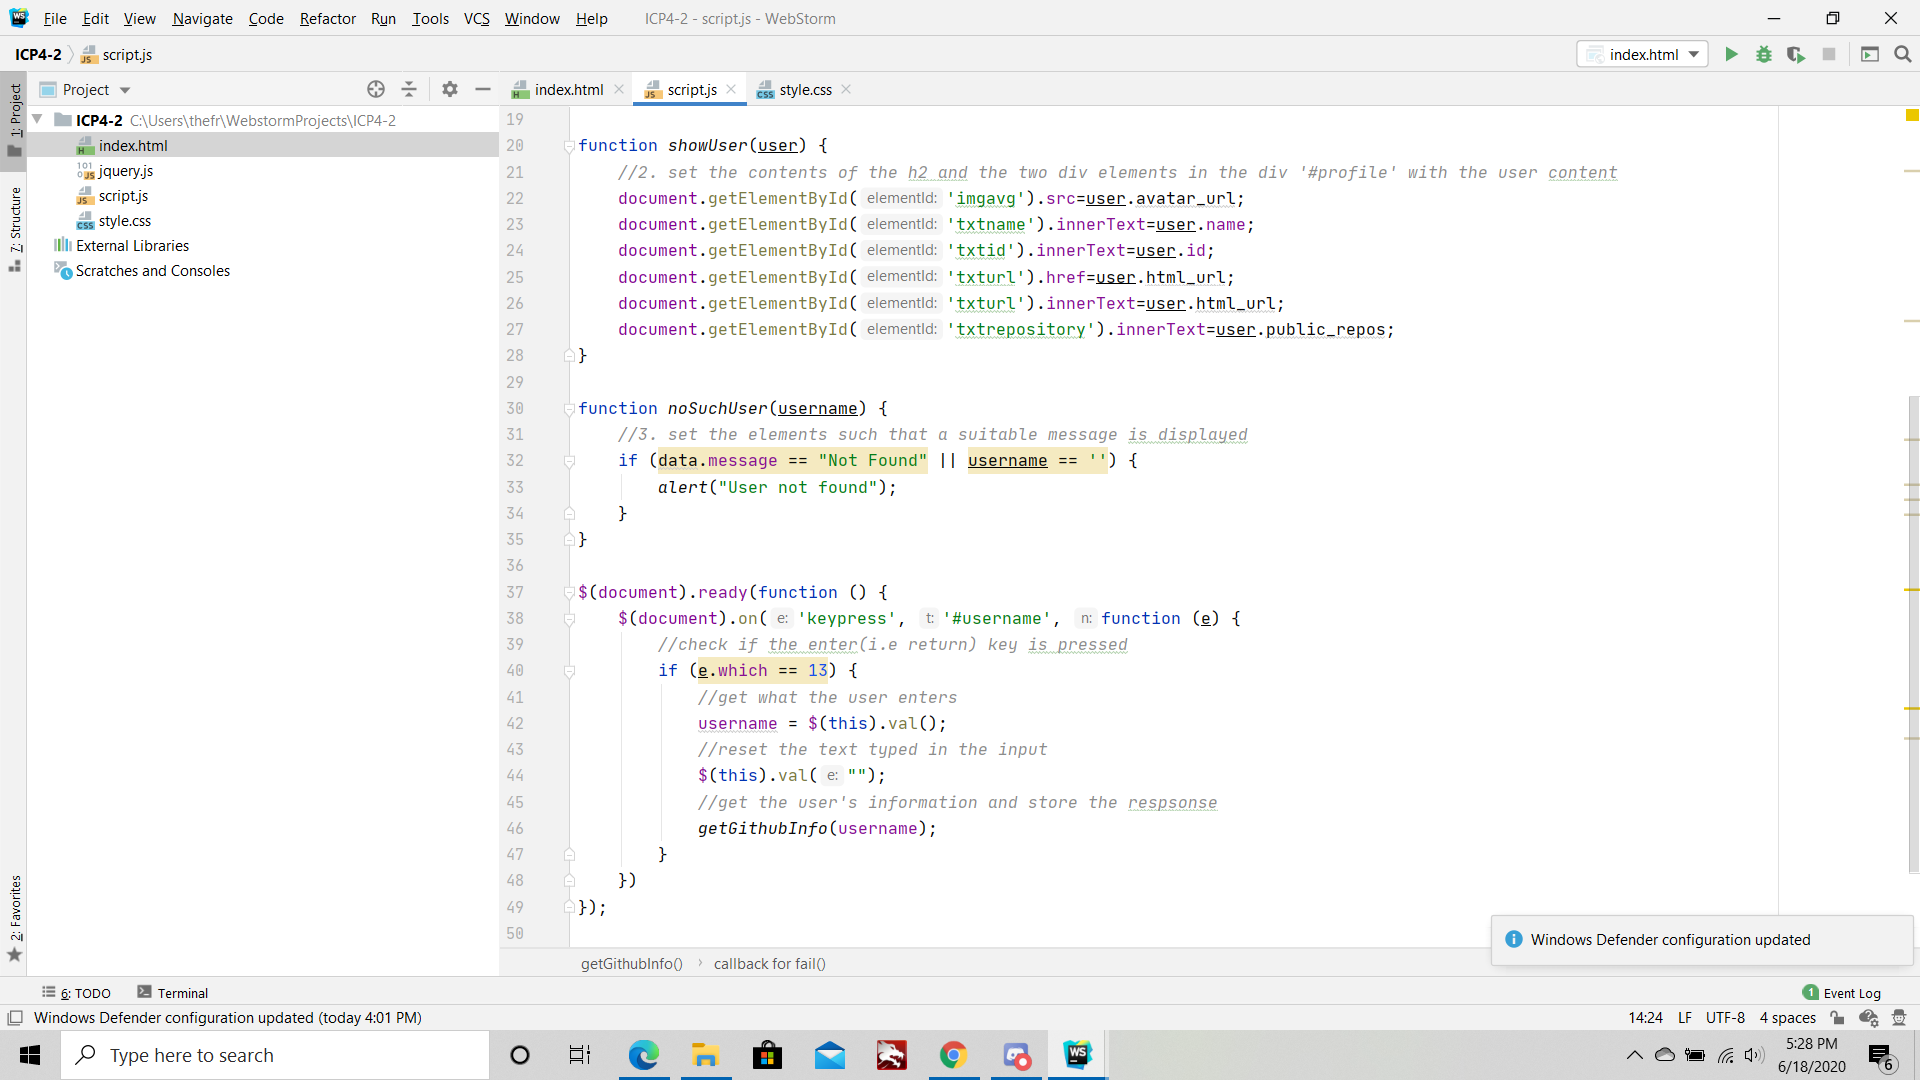 File Edit View Navigate Code Refactor Run Tools VCS Window Help ICP4-2 - script.js - WebStorm
ICP4-2 script.js index.html
Project index.html script.js style.css
1: Project
7: Structure
2: Favorites
ICP4-2 C:\Users\thefr\WebstormProjects\ICP4-2
index.html
jquery.js
script.js
style.css
External Libraries
Scratches and Consoles
19
20 function showUser(user) {
21 //2. set the contents of the h2 and the two div elements in the div '#profile' with the user content
22 document.getElementById( elementId: 'imgavg').src=user.avatar_url;
23 document.getElementById( elementId: 'txtname').innerText=user.name;
24 document.getElementById( elementId: 'txtid').innerText=user.id;
25 document.getElementById( elementId: 'txturl').href=user.html_url;
26 document.getElementById( elementId: 'txturl').innerText=user.html_url;
27 document.getElementById( elementId: 'txtrepository').innerText=user.public_repos;
28 }
29
30 function noSuchUser(username) {
31 //3. set the elements such that a suitable message is displayed
32 if (data.message == "Not Found" || username == '') {
33 alert("User not found");
34 }
35 }
36
37 $(document).ready(function () {
38 $(document).on( e: 'keypress', t: '#username', n: function (e) {
39 //check if the enter(i.e return) key is pressed
40 if (e.which == 13) {
41 //get what the user enters
42 username = $(this).val();
43 //reset the text typed in the input
44 $(this).val( e: "");
45 //get the user's information and store the respsonse
46 getGithubInfo(username);
47 }
48 })
49 });
50
Windows Defender configuration updated
getGithubInfo() › callback for fail()
6: TODO Terminal 1 Event Log
Windows Defender configuration updated (today 4:01 PM) 14:24 LF UTF-8 4 spaces
Type here to search
WS
5:28 PM
6/18/2020
6